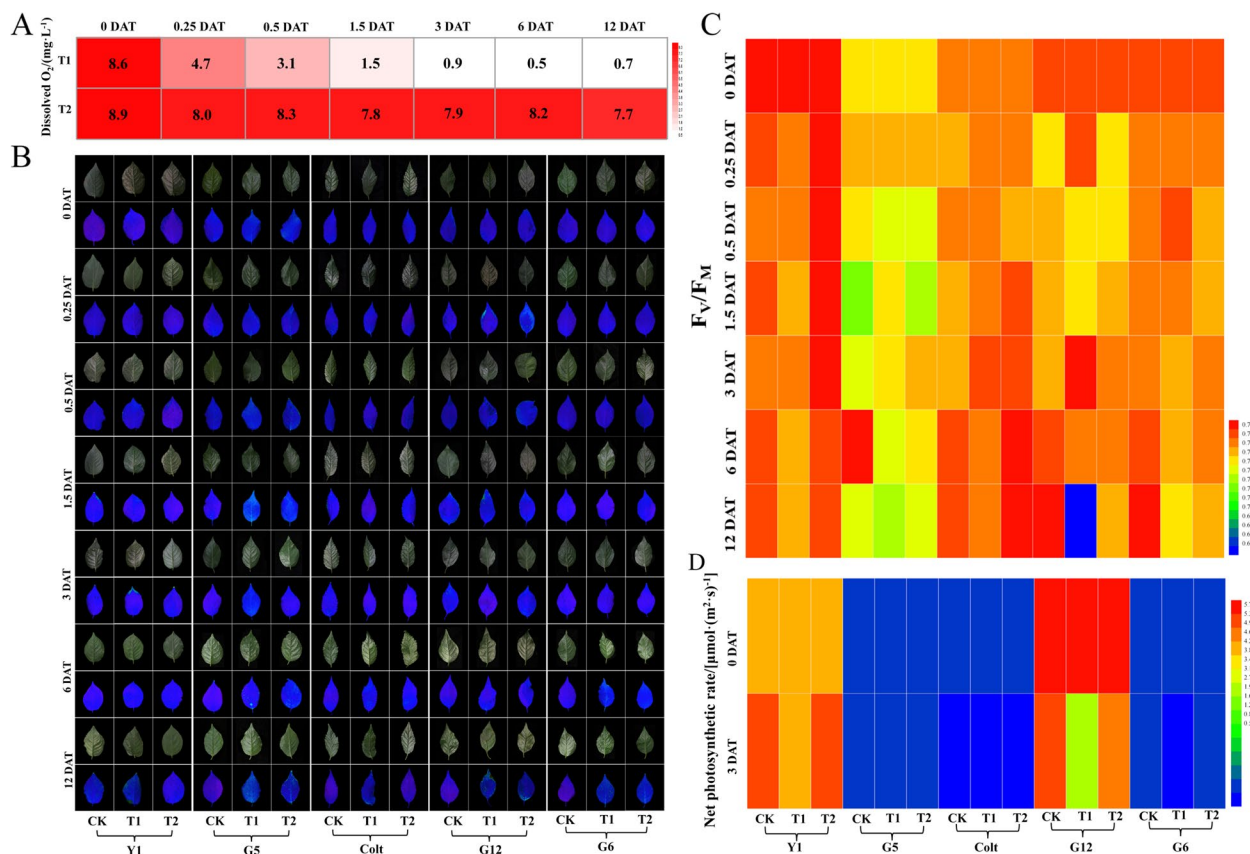 A
0 DAT 0.25 DAT 0.5 DAT 1.5 DAT 3 DAT 6 DAT 12 DAT
Dissolved O2/(mg·L-1)
T1 8.6 4.7 3.1 1.5 0.9 0.5 0.7
T2 8.9 8.0 8.3 7.8 7.9 8.2 7.7
B
0 DAT
0.25 DAT
0.5 DAT
1.5 DAT
3 DAT
6 DAT
12 DAT
CK T1 T2 CK T1 T2 CK T1 T2 CK T1 T2 CK T1 T2
Y1 G5 Colt G12 G6
C
FV/FM
0 DAT
0.25 DAT
0.5 DAT
1.5 DAT
3 DAT
6 DAT
12 DAT
D
Net photosynthetic rate/[μmol·(m²·s)-1]
0 DAT
3 DAT
CK T1 T2 CK T1 T2 CK T1 T2 CK T1 T2 CK T1 T2
Y1 G5 Colt G12 G6